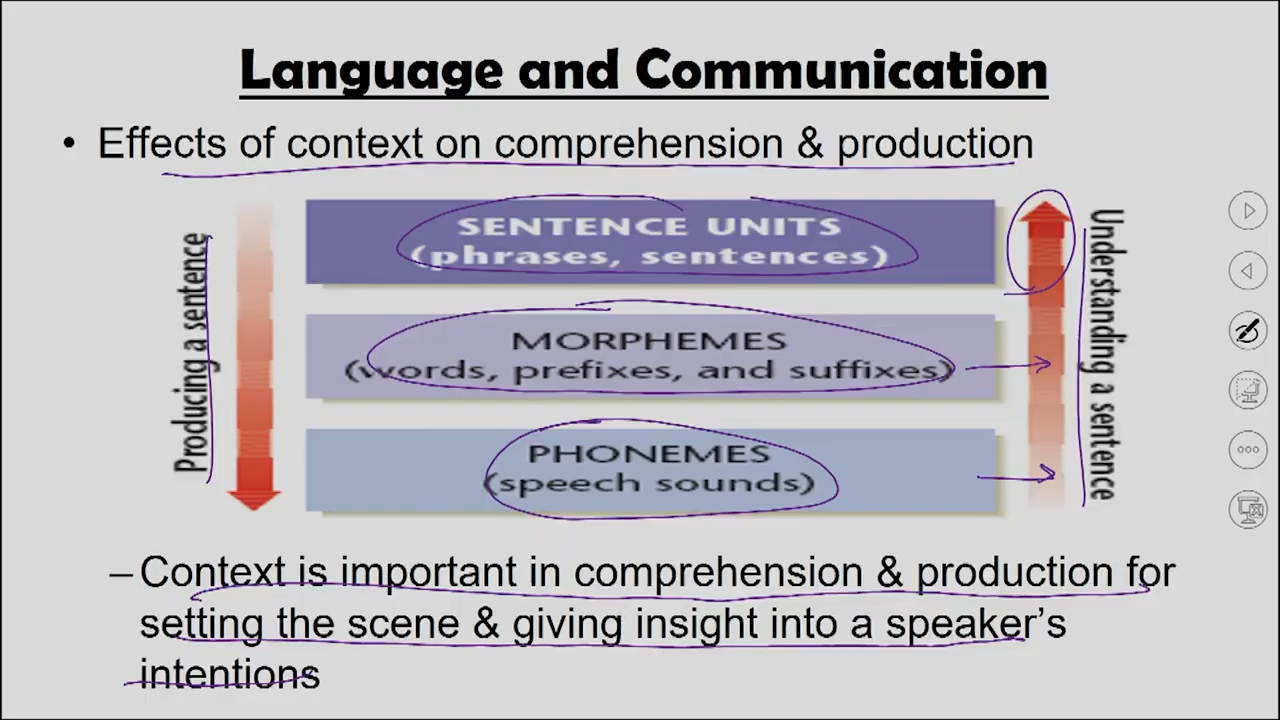 Language and Communication
• Effects of context on comprehension & production
Producing a sentence
SENTENCE UNITS
(phrases, sentences)
MORPHEMES
(words, prefixes, and suffixes)
PHONEMES
(speech sounds)
Understanding a sentence
– Context is important in comprehension & production for
setting the scene & giving insight into a speaker’s
intentions